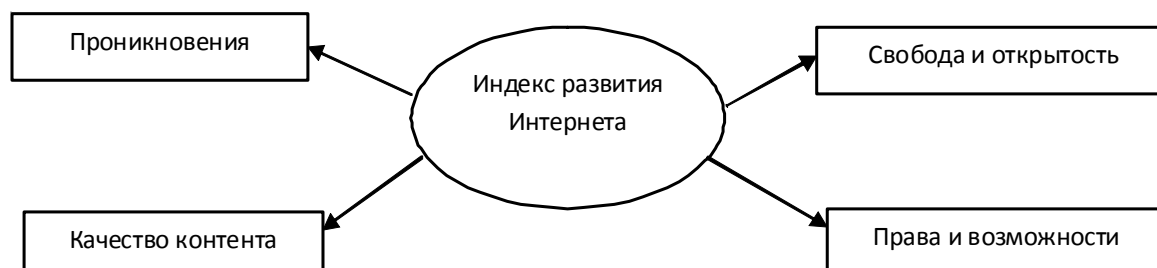 Проникновения
Свобода и открытость
Индекс развития
Интернета
Качество контента
Права и возможности